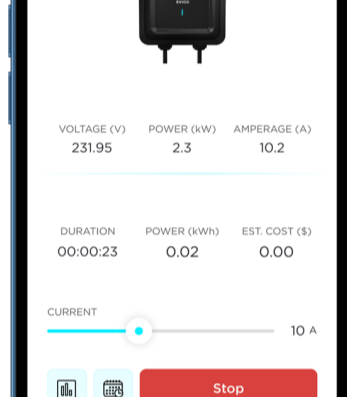 EVIQO
VOLTAGE (V) POWER (kW) AMPERAGE (A)
231.95 2.3 10.2
DURATION POWER (kWh) EST. COST ($)
00:00:23 0.02 0.00
CURRENT
10 A
Stop